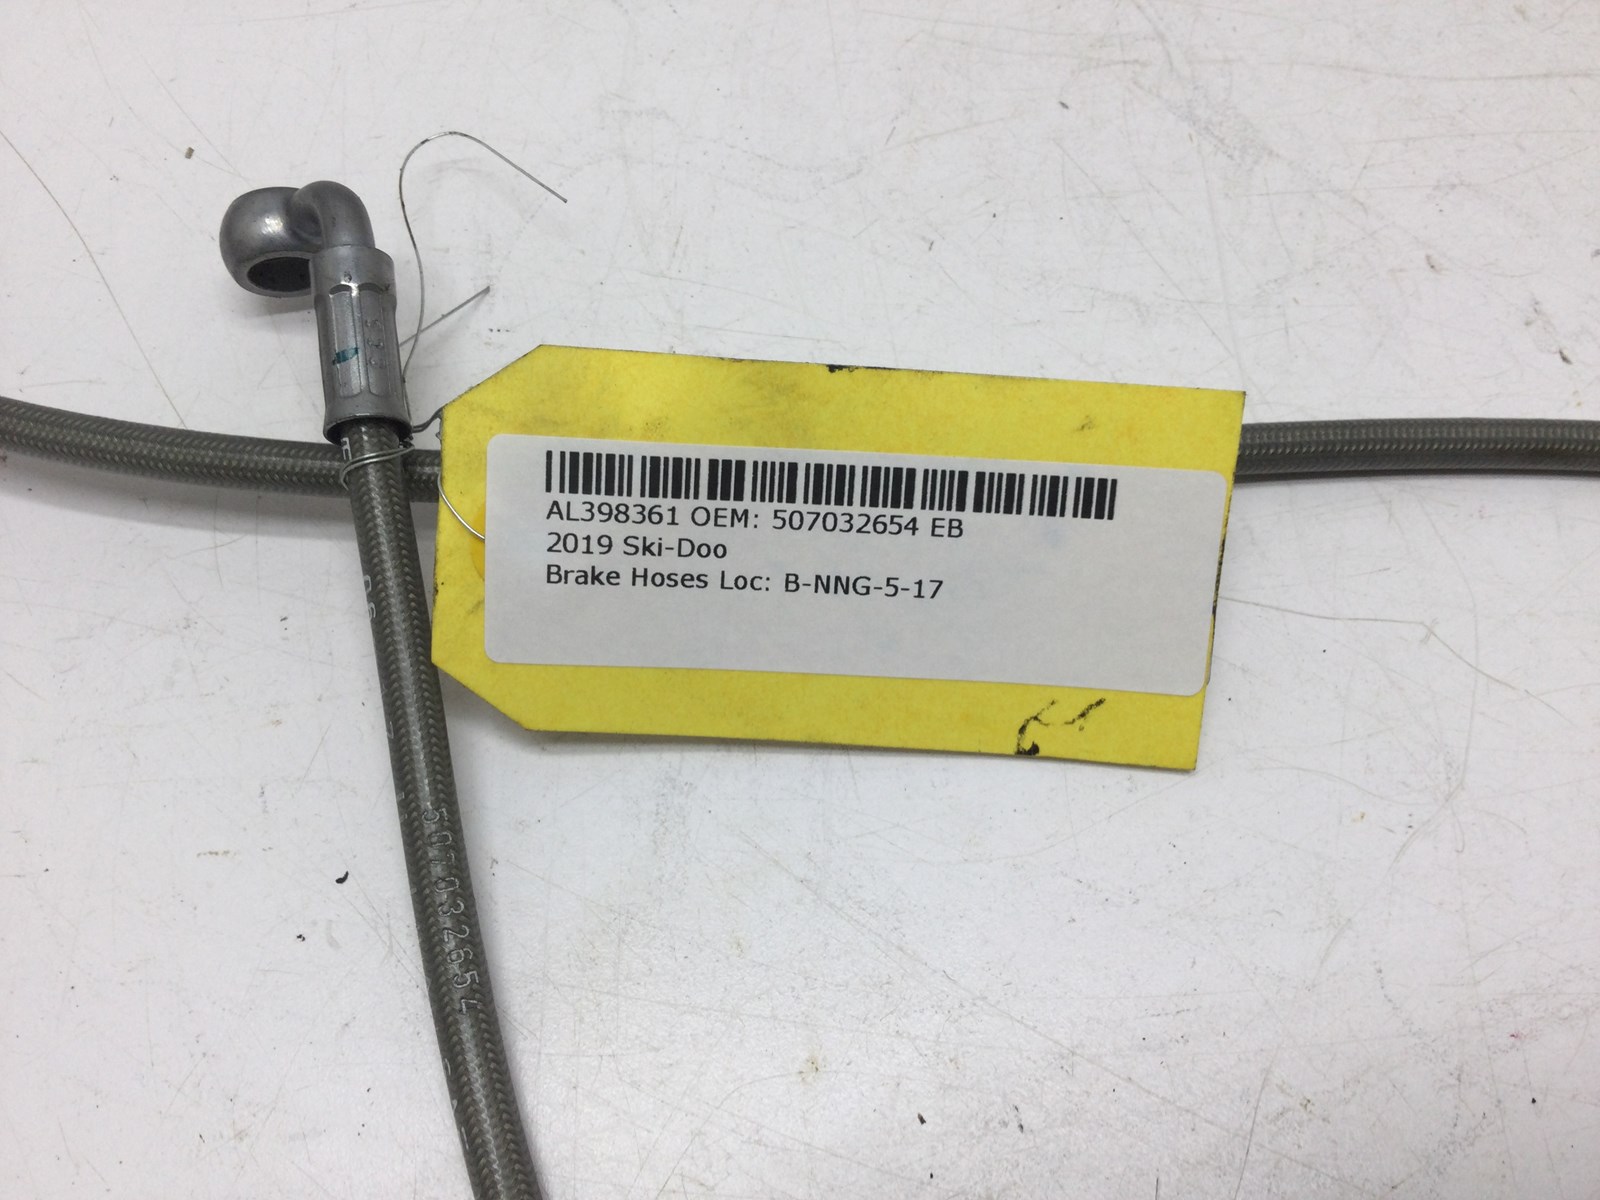 AL398361 OEM: 507032654 EB
2019 Ski-Doo
Brake Hoses Loc: B-NNG-5-17
507032654